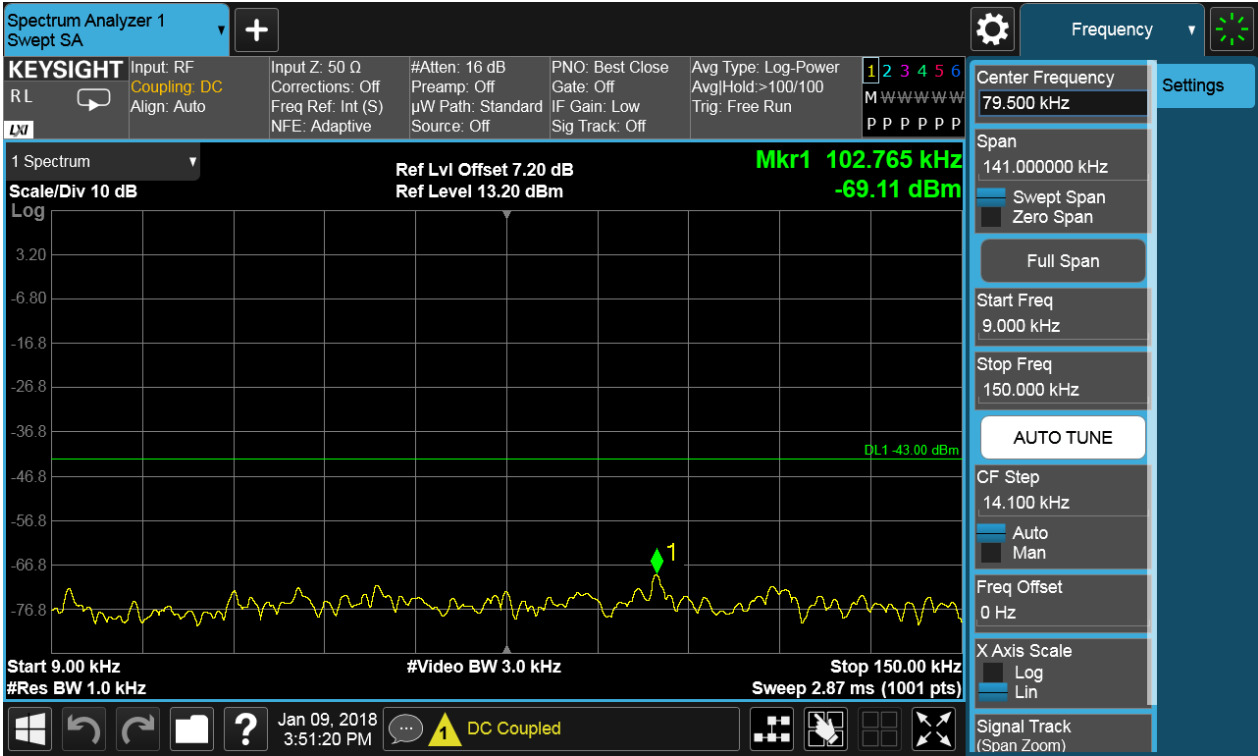 Spectrum Analyzer 1
Swept SA
+
Frequency
KEYSIGHT
R L
LXI
Input: RF
Coupling: DC
Align: Auto
Input Z: 50 Ω
Corrections: Off
Freq Ref: Int (S)
NFE: Adaptive
#Atten: 16 dB
Preamp: Off
µW Path: Standard
Source: Off
PNO: Best Close
Gate: Off
IF Gain: Low
Sig Track: Off
Avg Type: Log-Power
Avg|Hold:>100/100
Trig: Free Run
1 2 3 4 5 6
M W W W W W
P P P P P P
1 Spectrum
Scale/Div 10 dB
Log
Ref Lvl Offset 7.20 dB
Ref Level 13.20 dBm
Mkr1 102.765 kHz
-69.11 dBm
3.20
-6.80
-16.8
-26.8
-36.8
DL1 -43.00 dBm
-46.8
-56.8
1
-66.8
-76.8
Start 9.00 kHz
#Video BW 3.0 kHz
Stop 150.00 kHz
#Res BW 1.0 kHz
Sweep 2.87 ms (1001 pts)
Settings
Center Frequency
79.500 kHz
Span
141.000000 kHz
Swept Span
Zero Span
Full Span
Start Freq
9.000 kHz
Stop Freq
150.000 kHz
AUTO TUNE
CF Step
14.100 kHz
Auto
Man
Freq Offset
0 Hz
X Axis Scale
Log
Lin
Signal Track
(Span Zoom)
?
Jan 09, 2018
3:51:20 PM
1
DC Coupled